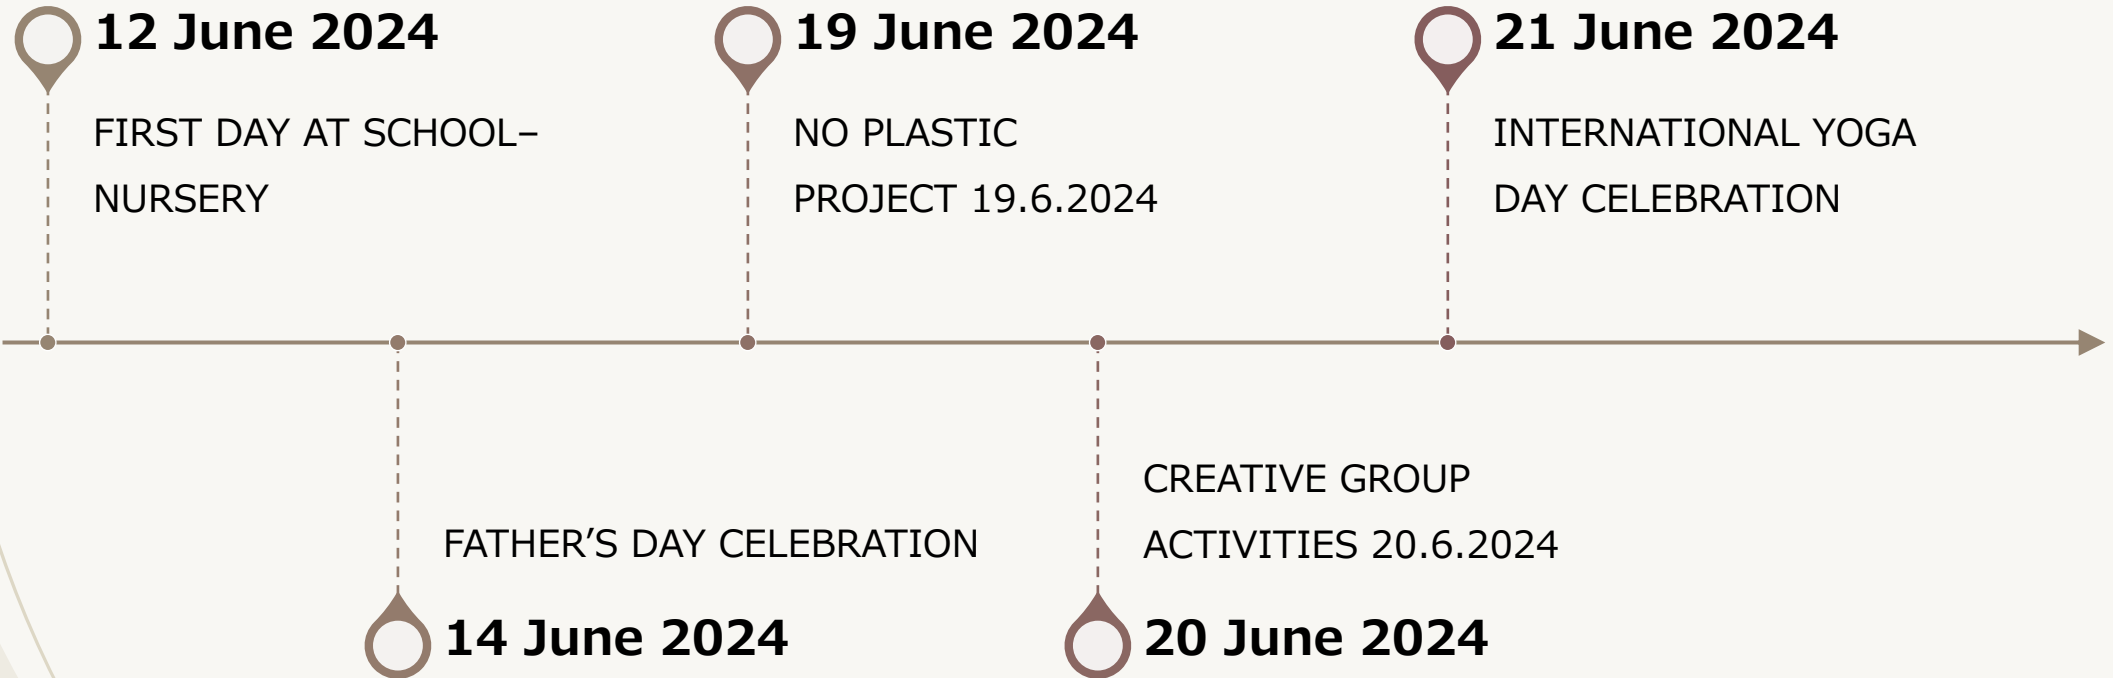 12 June 2024
FIRST DAY AT SCHOOL–
NURSERY
19 June 2024
NO PLASTIC
PROJECT 19.6.2024
21 June 2024
INTERNATIONAL YOGA
DAY CELEBRATION
FATHER’S DAY CELEBRATION
14 June 2024
CREATIVE GROUP
ACTIVITIES 20.6.2024
20 June 2024